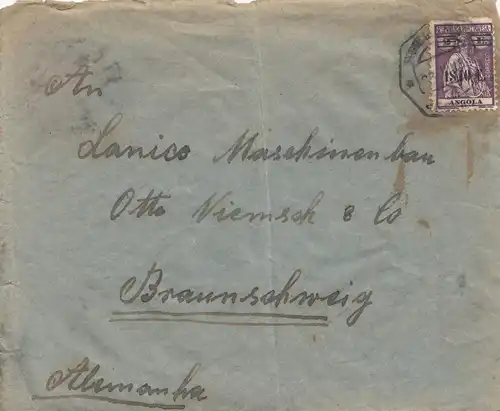 An
Lanico Maschinenbau
Otto Niemsch & Co
Braunschweig
Alemanha
ANGOLA